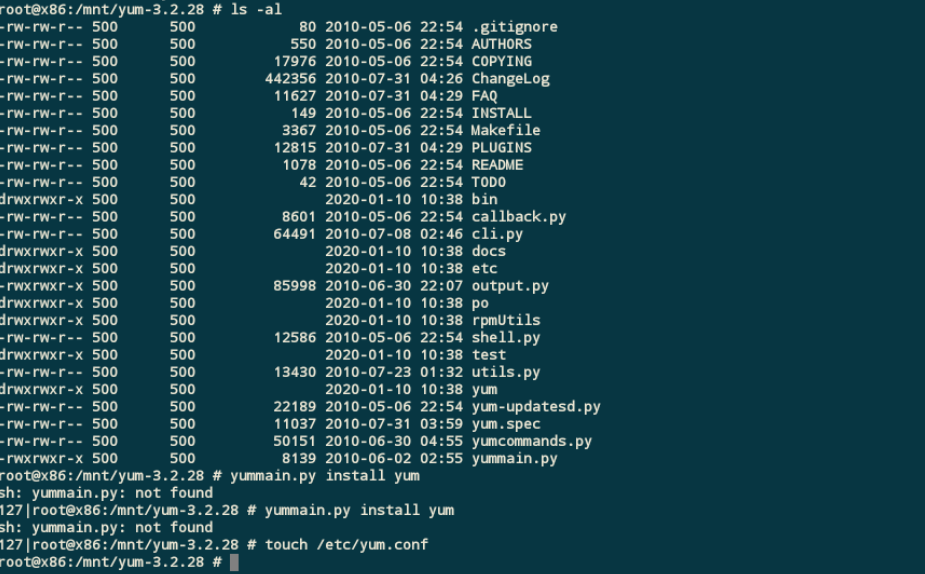 root@x86:/mnt/yum-3.2.28 # ls -al
-rw-rw-r-- 500 500 80 2010-05-06 22:54 .gitignore
-rw-rw-r-- 500 500 550 2010-05-06 22:54 AUTHORS
-rw-rw-r-- 500 500 17976 2010-05-06 22:54 COPYING
-rw-rw-r-- 500 500 442356 2010-07-31 04:26 ChangeLog
-rw-rw-r-- 500 500 11627 2010-07-31 04:29 FAQ
-rw-rw-r-- 500 500 149 2010-05-06 22:54 INSTALL
-rw-rw-r-- 500 500 3367 2010-05-06 22:54 Makefile
-rw-rw-r-- 500 500 12815 2010-07-31 04:29 PLUGINS
-rw-rw-r-- 500 500 1078 2010-05-06 22:54 README
-rw-rw-r-- 500 500 42 2010-05-06 22:54 TODO
drwxrwxr-x 500 500 2020-01-10 10:38 bin
-rw-rw-r-- 500 500 8601 2010-05-06 22:54 callback.py
-rw-rw-r-- 500 500 64491 2010-07-08 02:46 cli.py
drwxrwxr-x 500 500 2020-01-10 10:38 docs
drwxrwxr-x 500 500 2020-01-10 10:38 etc
-rw-rw-r-- 500 500 85998 2010-06-30 22:07 output.py
drwxrwxr-x 500 500 2020-01-10 10:38 po
drwxrwxr-x 500 500 2020-01-10 10:38 rpmUtils
-rw-rw-r-- 500 500 12586 2010-05-06 22:54 shell.py
drwxrwxr-x 500 500 2020-01-10 10:38 test
-rw-rw-r-- 500 500 13430 2010-07-23 01:32 utils.py
drwxrwxr-x 500 500 2020-01-10 10:38 yum
-rw-rw-r-- 500 500 22189 2010-05-06 22:54 yum-updatesd.py
-rw-rw-r-- 500 500 11037 2010-07-31 03:59 yum.spec
-rw-rw-r-- 500 500 50151 2010-06-30 04:55 yumcommands.py
-rwxrwxr-x 500 500 8139 2010-06-02 02:55 yummain.py
root@x86:/mnt/yum-3.2.28 # yummain.py install yum
sh: yummain.py: not found
127|root@x86:/mnt/yum-3.2.28 # yummain.py install yum
sh: yummain.py: not found
127|root@x86:/mnt/yum-3.2.28 # touch /etc/yum.conf
root@x86:/mnt/yum-3.2.28 #